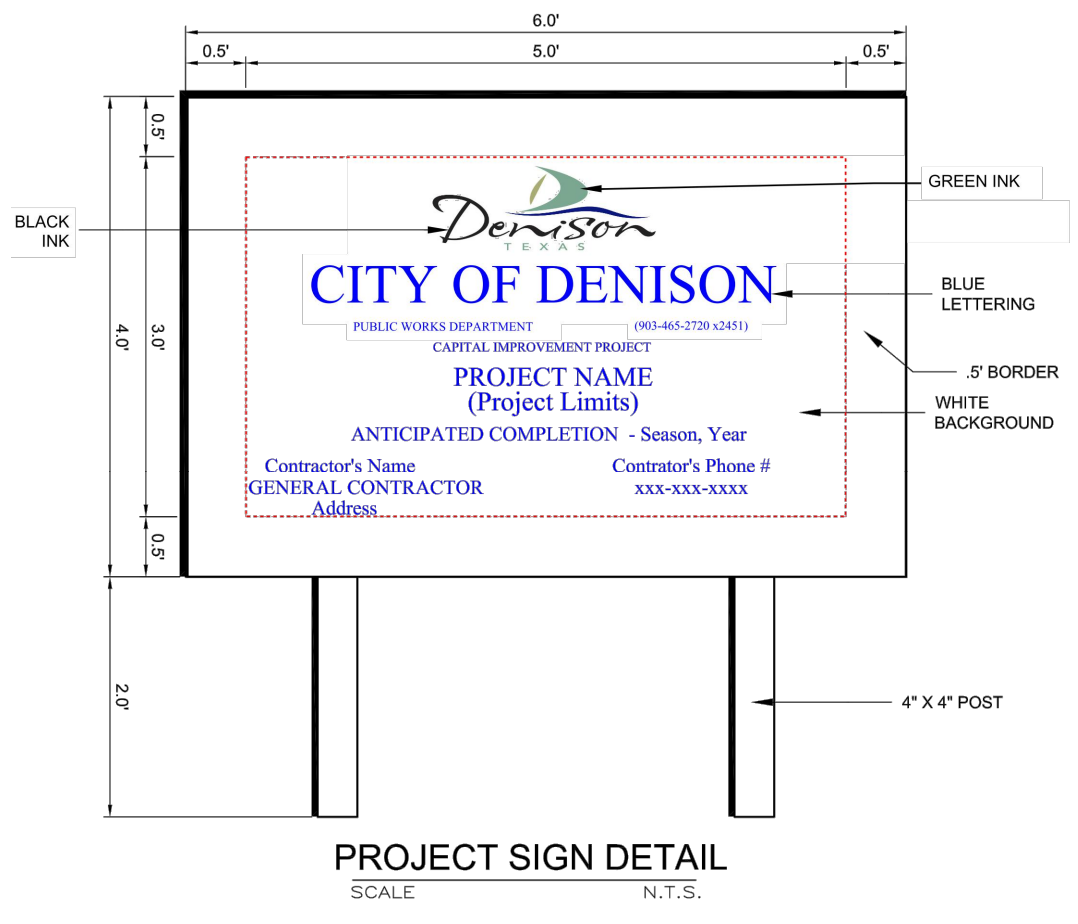 6.0'
0.5' 5.0' 0.5'
0.5'
GREEN INK
BLACK
INK
Denison
TEXAS
CITY OF DENISON
BLUE
LETTERING
PUBLIC WORKS DEPARTMENT (903-465-2720 x2451)
4.0' 3.0'
CAPITAL IMPROVEMENT PROJECT
PROJECT NAME
(Project Limits)
.5' BORDER
WHITE
BACKGROUND
ANTICIPATED COMPLETION - Season, Year
Contractor's Name Contrator's Phone #
GENERAL CONTRACTOR xxx-xxx-xxxx
Address
0.5'
2.0'
4" X 4" POST
PROJECT SIGN DETAIL
SCALE N.T.S.